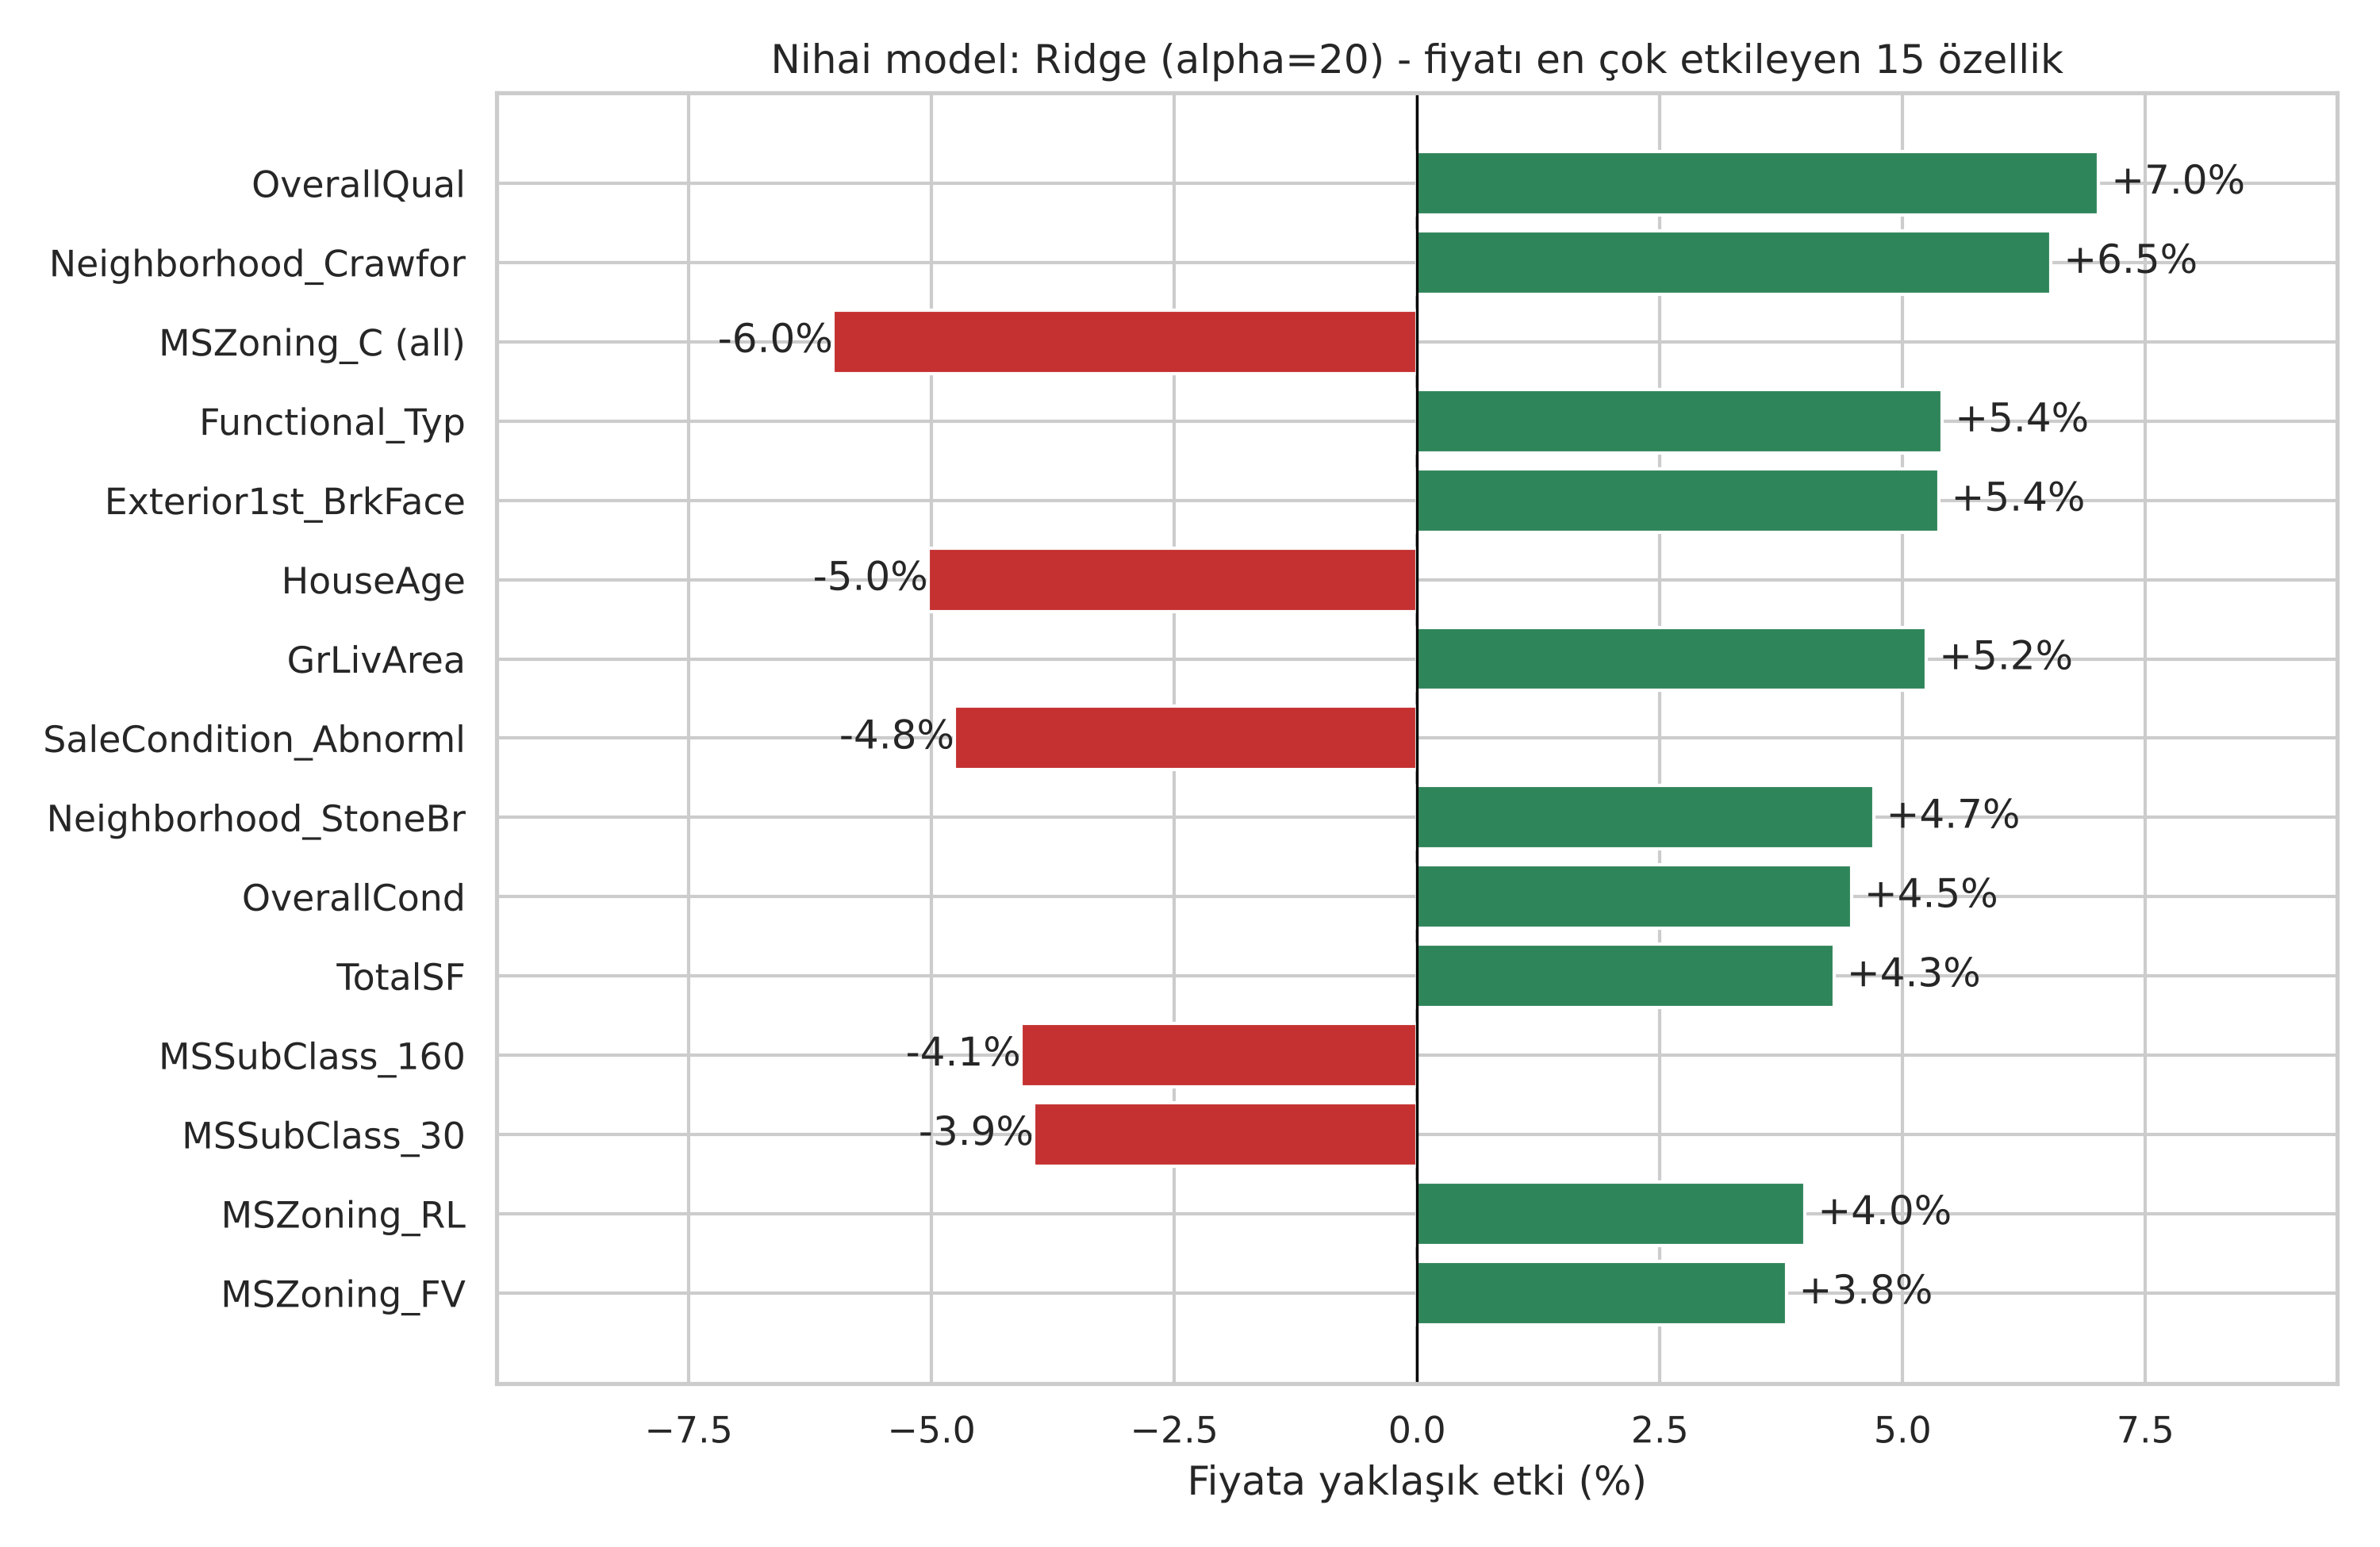 Nihai model: Ridge (alpha=20) - fiyatı en çok etkileyen 15 özellik
OverallQual +7.0%
Neighborhood_Crawfor +6.5%
MSZoning_C (all) -6.0%
Functional_Typ +5.4%
Exterior1st_BrkFace +5.4%
HouseAge -5.0%
GrLivArea +5.2%
SaleCondition_Abnorml -4.8%
Neighborhood_StoneBr +4.7%
OverallCond +4.5%
TotalSF +4.3%
MSSubClass_160 -4.1%
MSSubClass_30 -3.9%
MSZoning_RL +4.0%
MSZoning_FV +3.8%
−7.5 −5.0 −2.5 0.0 2.5 5.0 7.5
Fiyata yaklaşık etki (%)